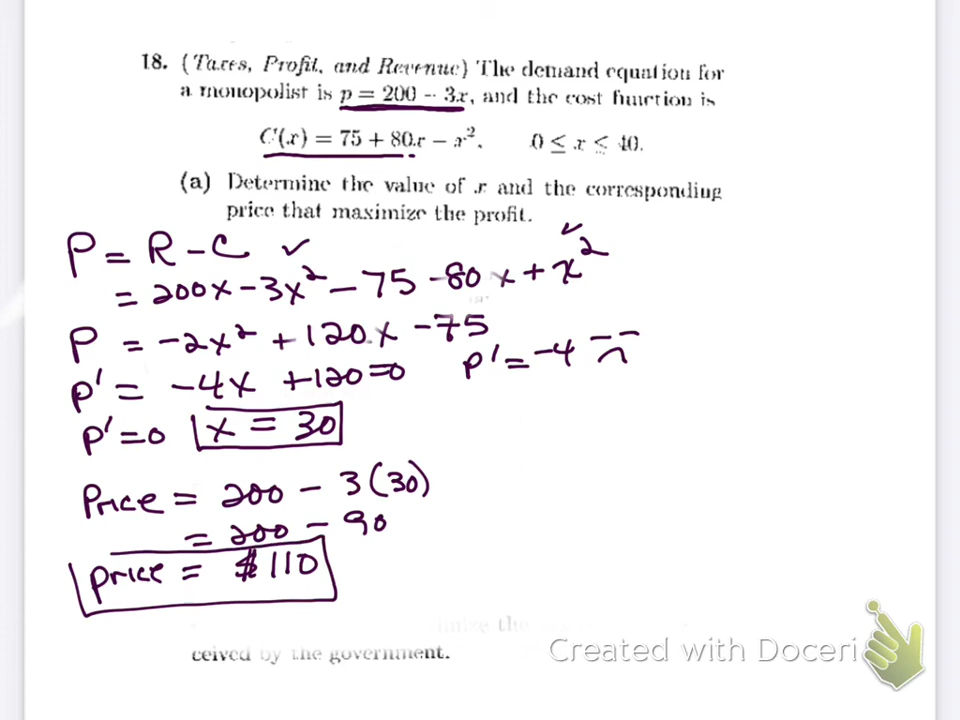 18. (Taxes, Profit, and Revenue) The demand equation for
a monopolist is p = 200 - 3x, and the cost function is
C(x) = 75 + 80x - x², 0 ≤ x ≤ 40.
(a) Determine the value of x and the corresponding
price that maximize the profit.
P = R - C ✓ ✓
= 200x - 3x² - 75 - 80x + x²
P = -2x² + 120x - 75
P' = -4x + 120 = 0 P' = -4
P' = 0 x = 30
Price = 200 - 3(30)
= 200 - 90
price = $110
ceived by the government.
Created with Doceri